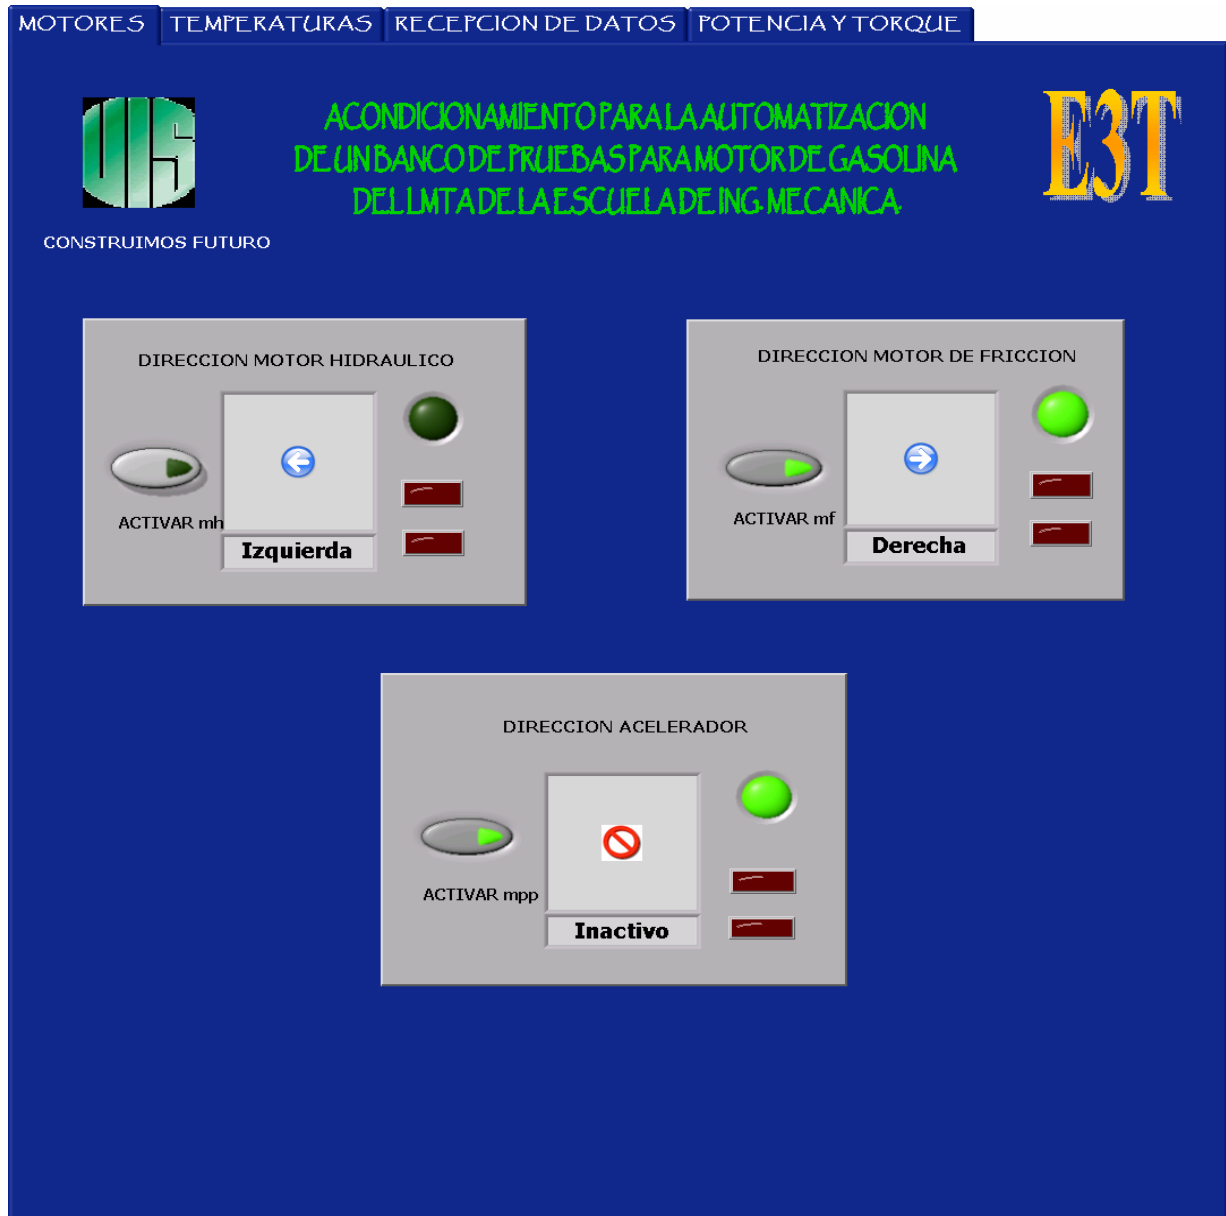 MOTORES TEMPERATURAS RECEPCION DE DATOS POTENCIA Y TORQUE
UIS
ACONDICIONAMIENTO PARA LA AUTOMATIZACION
DE UN BANCO DE PRUEBAS PARA MOTOR DE GASOLINA
DEL LMTA DE LA ESCUELA DE ING. MECANICA.
E3T
CONSTRUIMOS FUTURO
DIRECCION MOTOR HIDRAULICO
ACTIVAR mh
Izquierda
DIRECCION MOTOR DE FRICCION
ACTIVAR mf
Derecha
DIRECCION ACELERADOR
ACTIVAR mpp
Inactivo